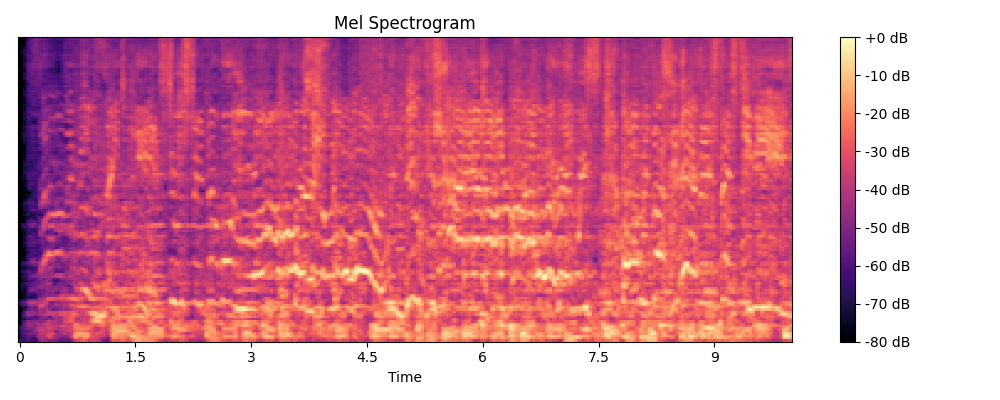 Mel Spectrogram
+0 dB
-10 dB
-20 dB
-30 dB
-40 dB
-50 dB
-60 dB
-70 dB
-80 dB
0 1.5 3 4.5 6 7.5 9
Time